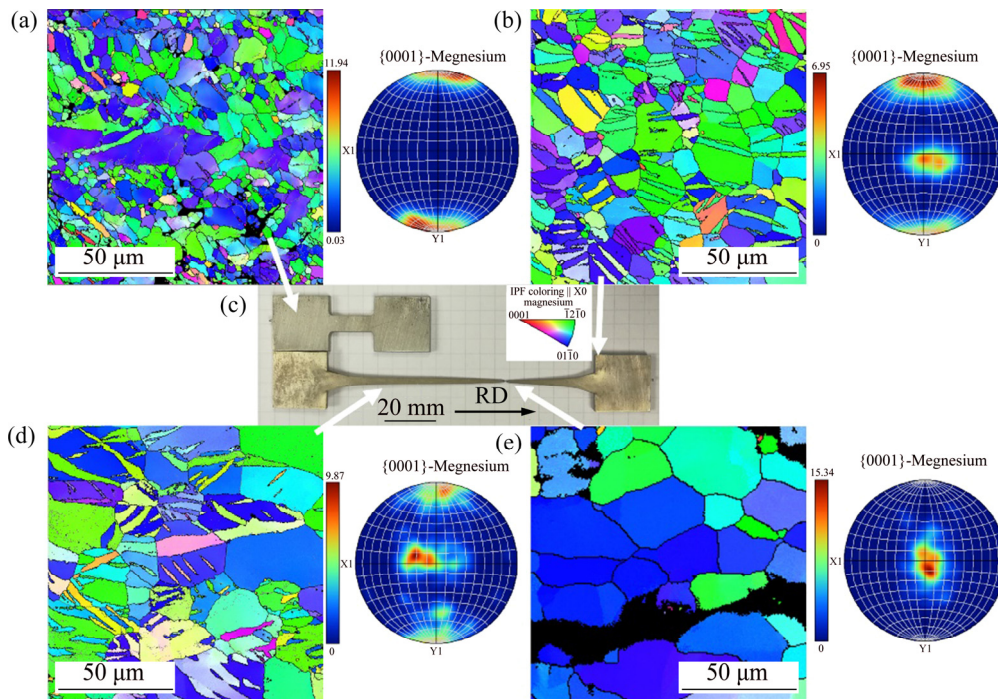 (a)
11.94
0.03
{0001}-Megnesium
X1
Y1
50 μm
(b)
6.95
0
{0001}-Megnesium
X1
Y1
50 μm
(c)
IPF coloring || X0
magnesium
0001
1̅21̅0
011̅0
20 mm
RD
(d)
9.87
0
{0001}-Megnesium
X1
Y1
50 μm
(e)
15.34
0
{0001}-Megnesium
X1
Y1
50 μm